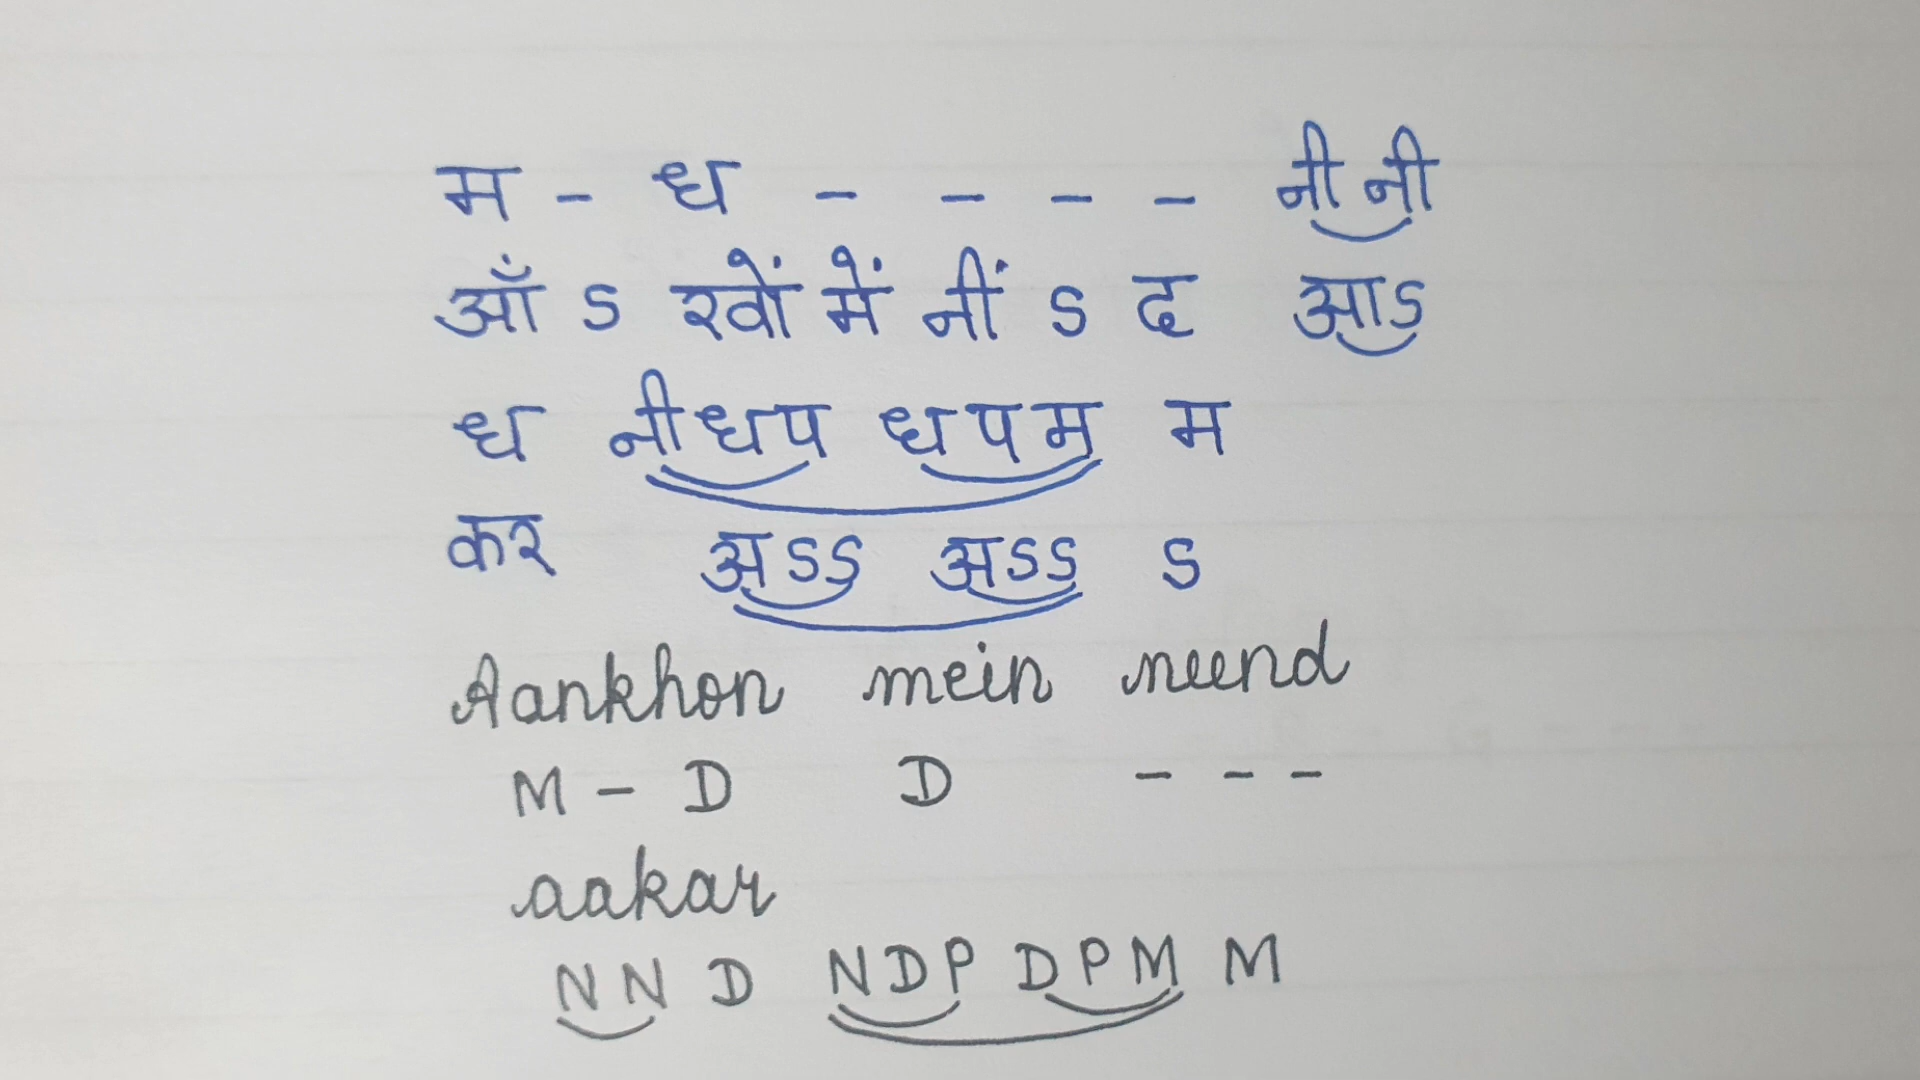 म - ध - - - - नी नी
आँ ऽ खों में नीं ऽ द आऽ
ध नीधप धपम म
कर अऽऽ अऽऽ ऽ
Aankhon mein neend
M - D D - - -
aakar
NN D NDP DPM M